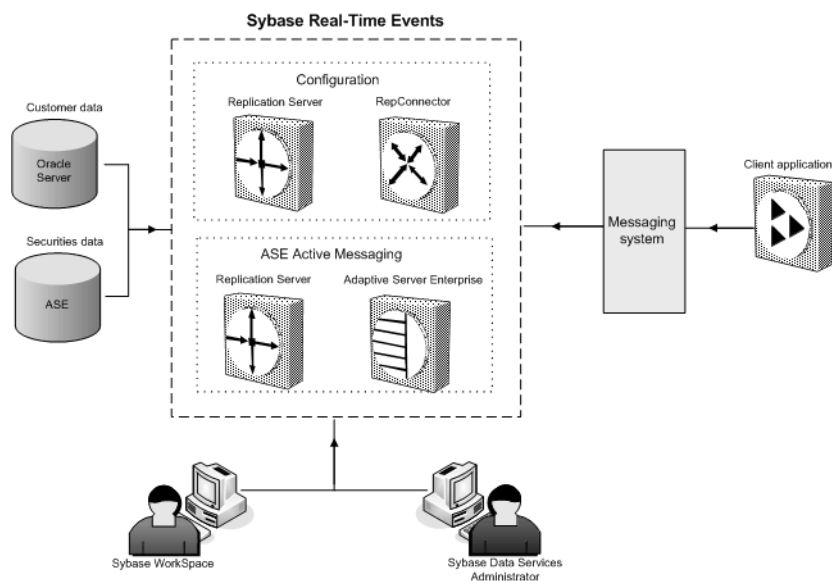 Sybase Real-Time Events
Configuration
Replication Server
RepConnector
Customer data
Oracle
Server
Securities data
ASE
ASE Active Messaging
Replication Server
Adaptive Server Enterprise
Messaging
system
Client application
Sybase WorkSpace
Sybase Data Services
Administrator